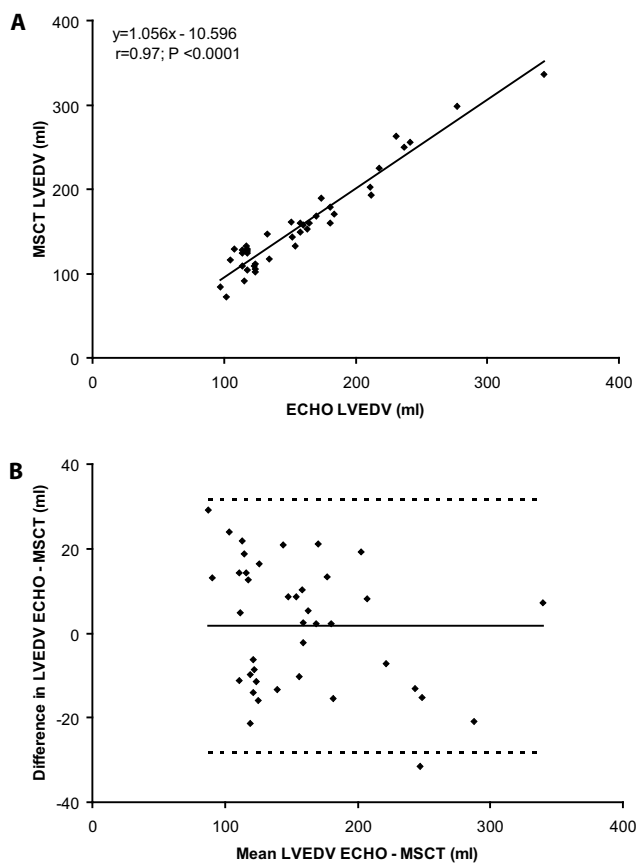 A
y=1.056x - 10.596
r=0.97; P <0.0001
400
300
200
100
0
MSCT LVEDV (ml)
0 100 200 300 400
ECHO LVEDV (ml)
B
40
20
0
-20
-40
Difference in LVEDV ECHO - MSCT (ml)
0 100 200 300 400
Mean LVEDV ECHO - MSCT (ml)